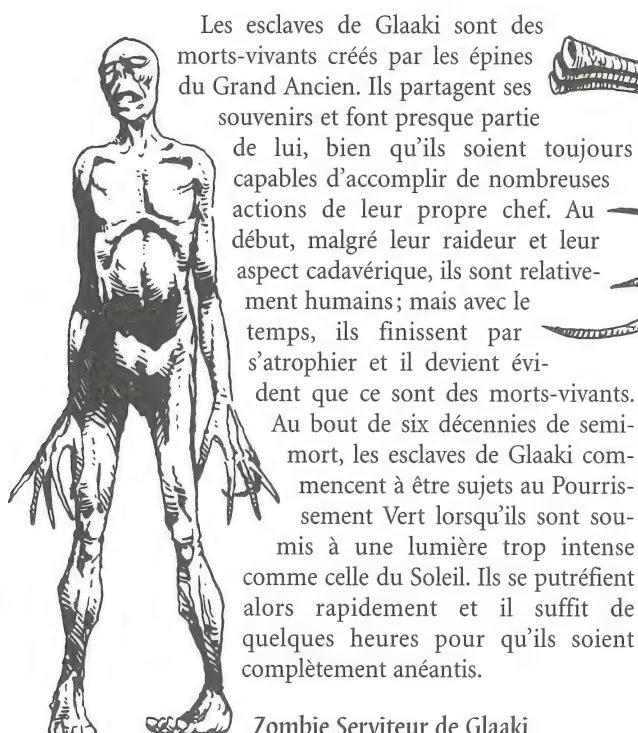 Les esclaves de Glaaki sont des
morts-vivants créés par les épines
du Grand Ancien. Ils partagent ses
souvenirs et font presque partie
de lui, bien qu'ils soient toujours
capables d'accomplir de nombreuses
actions de leur propre chef. Au
début, malgré leur raideur et leur
aspect cadavérique, ils sont relative-
ment humains; mais avec le
temps, ils finissent par
s'atrophier et il devient évi-
dent que ce sont des morts-vivants.
Au bout de six décennies de semi-
mort, les esclaves de Glaaki com-
mencent à être sujets au Pourris-
sement Vert lorsqu'ils sont sou-
mis à une lumière trop intense
comme celle du Soleil. Ils se putréfient
alors rapidement et il suffit de
quelques heures pour qu'ils soient
complètement anéantis.
Zombie Serviteur de Glaaki